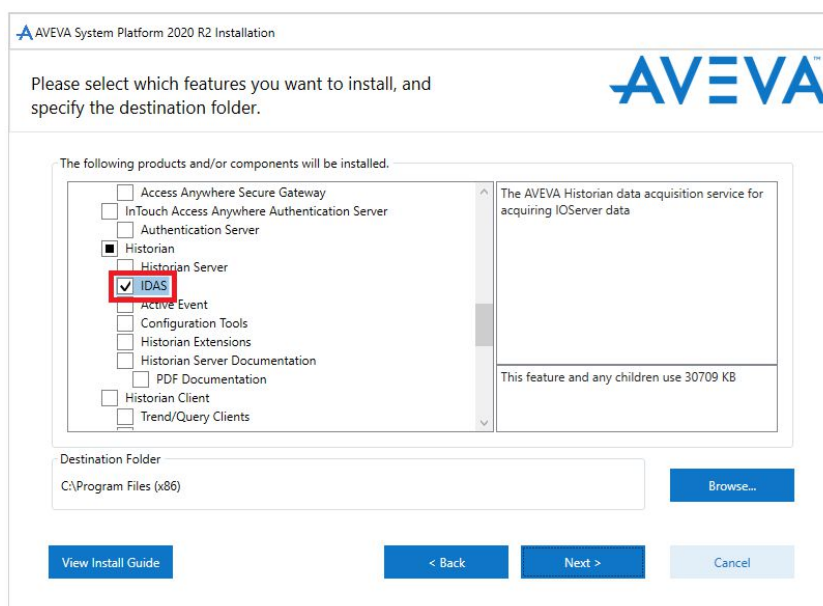 AVEVA System Platform 2020 R2 Installation
Please select which features you want to install, and
specify the destination folder.
AVEVA™
The following products and/or components will be installed.
Access Anywhere Secure Gateway
InTouch Access Anywhere Authentication Server
Authentication Server
Historian
Historian Server
IDAS
Active Event
Configuration Tools
Historian Extensions
Historian Server Documentation
PDF Documentation
Historian Client
Trend/Query Clients
The AVEVA Historian data acquisition service for
acquiring IOServer data
This feature and any children use 30709 KB
Destination Folder
C:\Program Files (x86)
Browse...
View Install Guide
< Back
Next >
Cancel